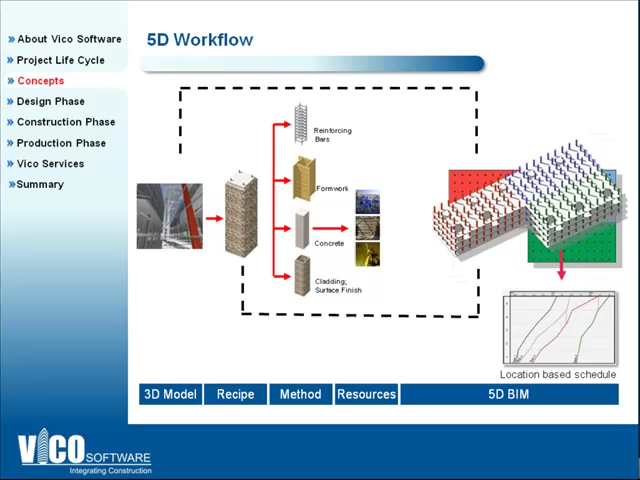 About Vico Software
Project Life Cycle
Concepts
Design Phase
Construction Phase
Production Phase
Vico Services
Summary
5D Workflow
Reinforcing
Bars
Formwork
Concrete
Cladding;
Surface Finish
Location based schedule
3D Model
Recipe
Method
Resources
5D BIM
VICO SOFTWARE
Integrating Construction